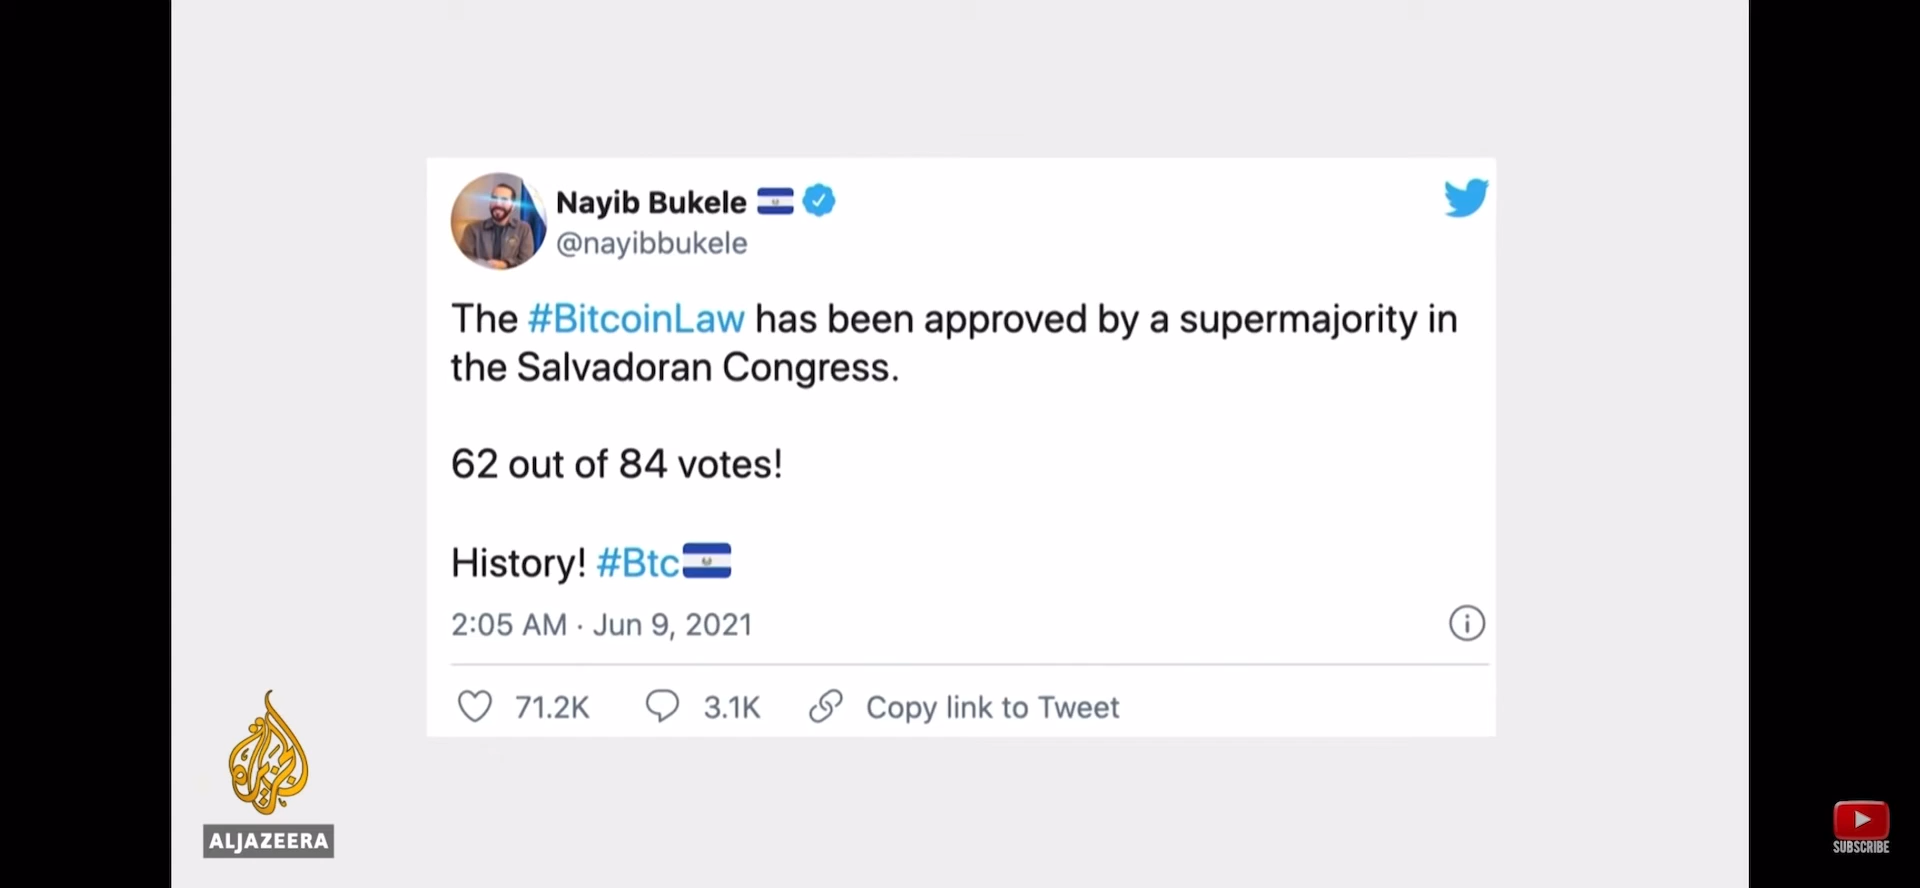 Nayib Bukele
@nayibbukele
The #BitcoinLaw has been approved by a supermajority in
the Salvadoran Congress.
62 out of 84 votes!
History! #Btc
2:05 AM · Jun 9, 2021
71.2K 3.1K Copy link to Tweet
الجزيرة
ALJAZEERA
SUBSCRIBE